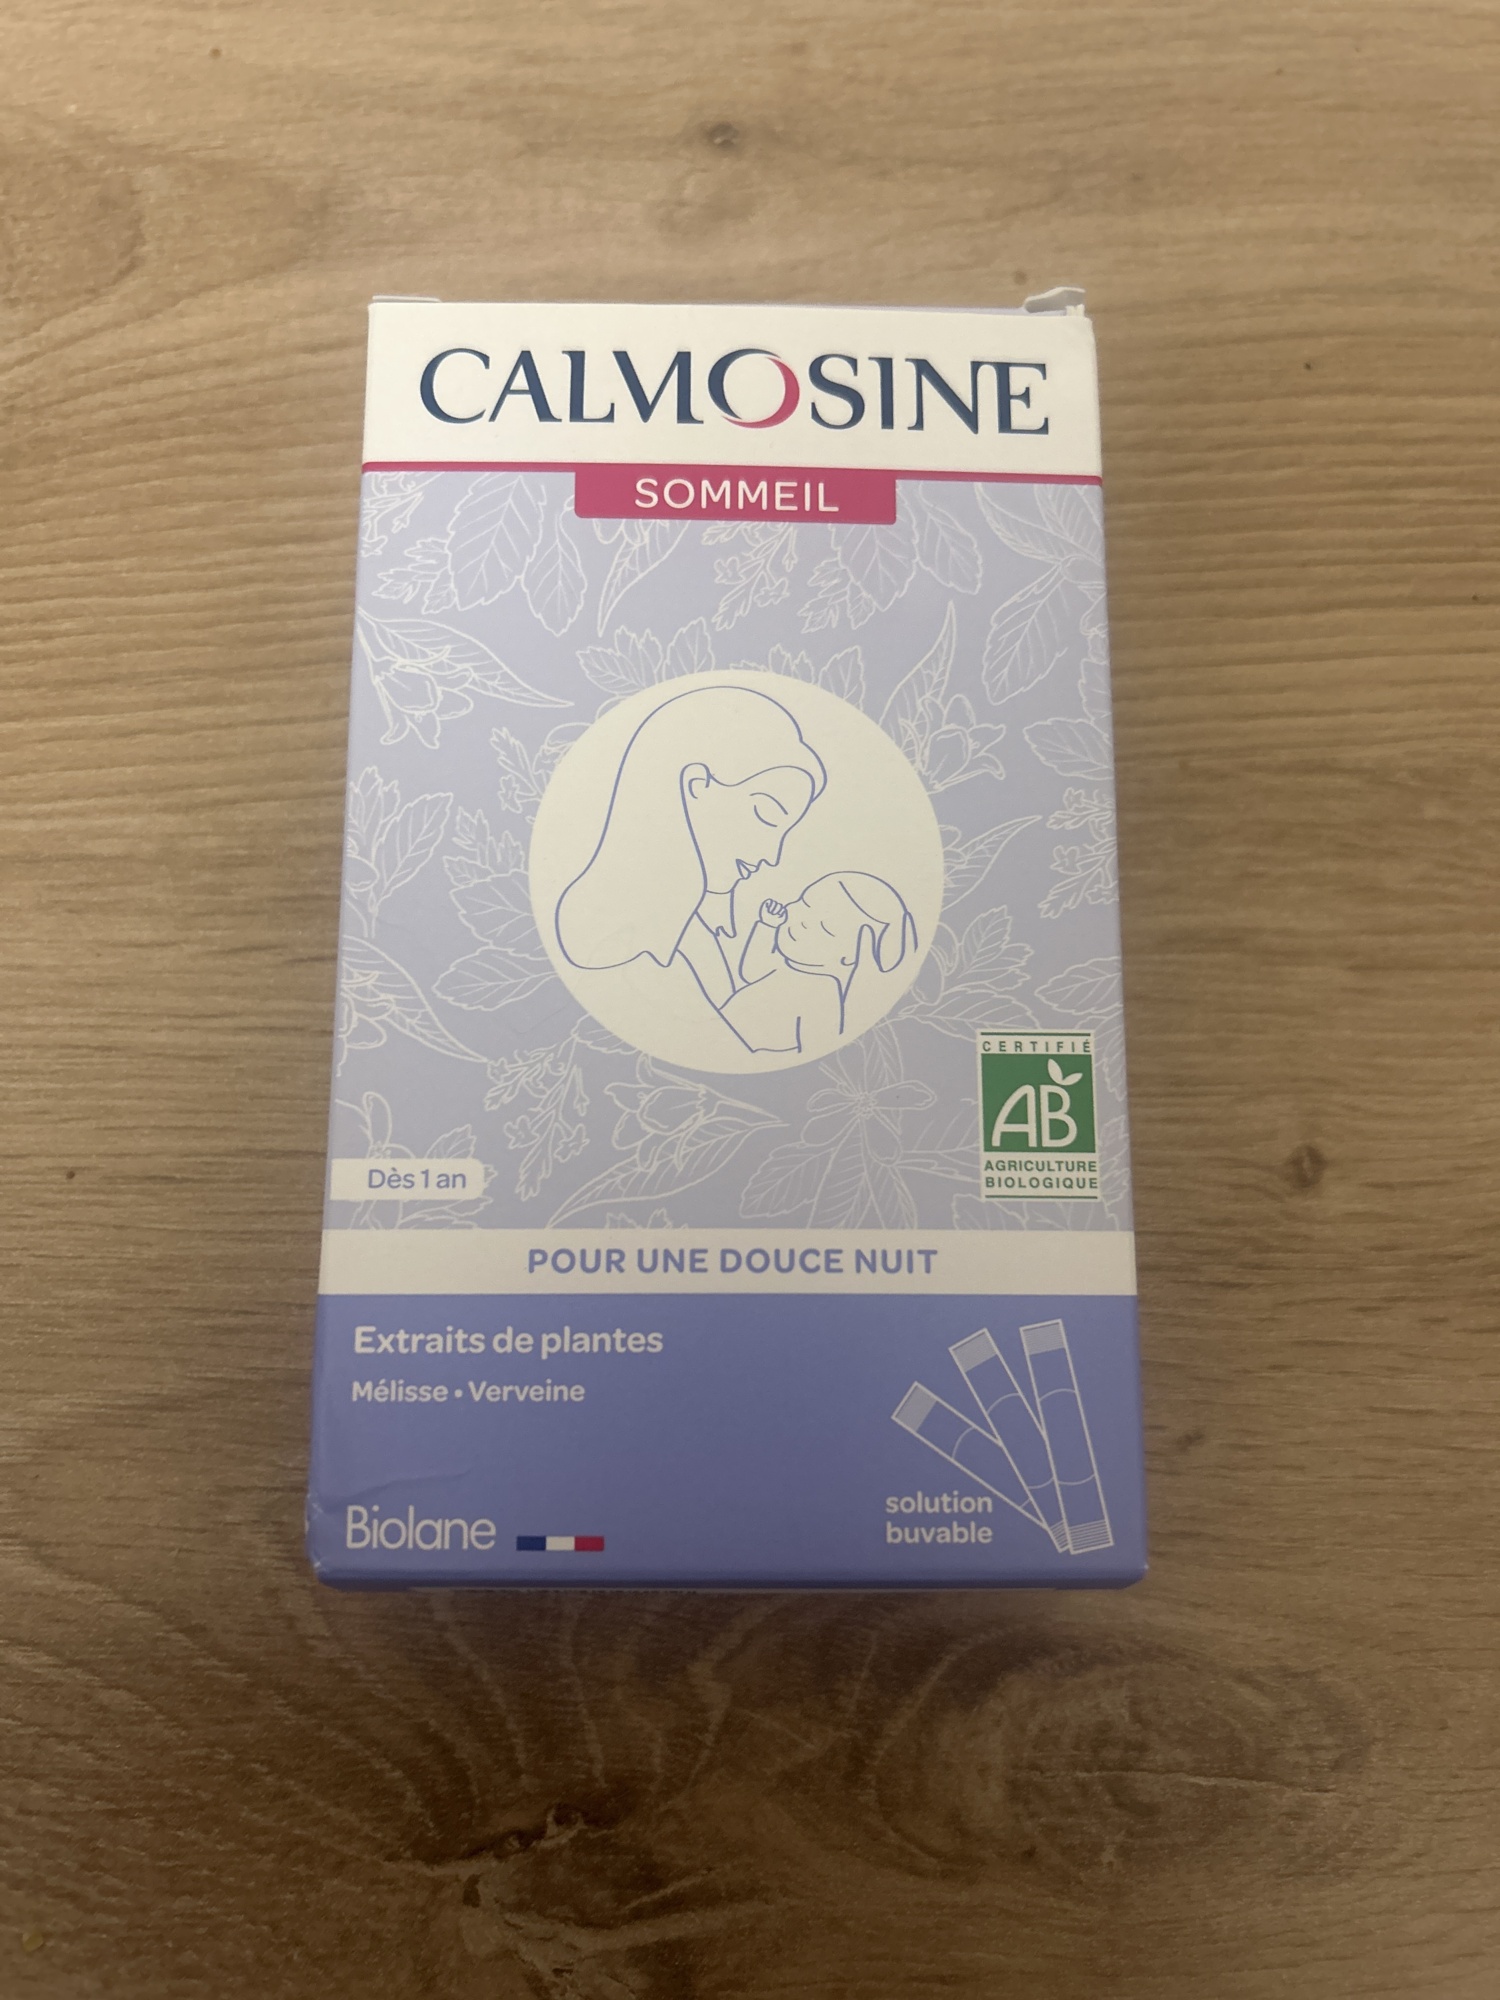 CALMOSINE
SOMMEIL
CERTIFIÉ
AB
AGRICULTURE
BIOLOGIQUE
Dès 1 an
POUR UNE DOUCE NUIT
Extraits de plantes
Mélisse • Verveine
solution
buvable
Biolane